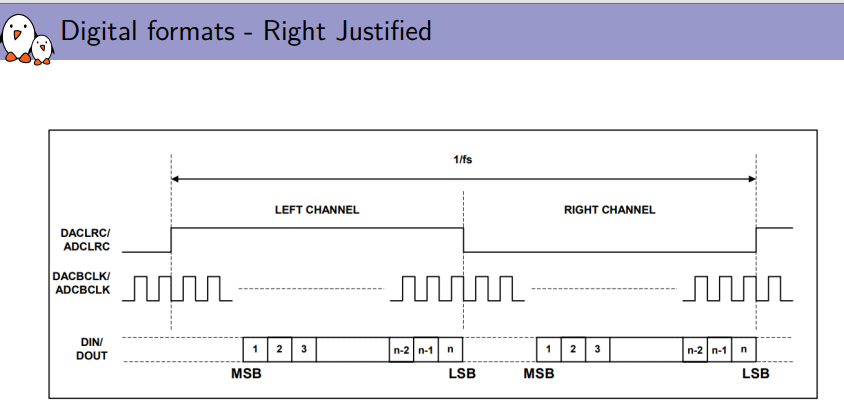 Digital formats - Right Justified
1/fs
LEFT CHANNEL RIGHT CHANNEL
DACLRC/
ADCLRC
DACBCLK/
ADCBCLK
DIN/
DOUT
1 2 3 n-2 n-1 n 1 2 3 n-2 n-1 n
MSB LSB MSB LSB